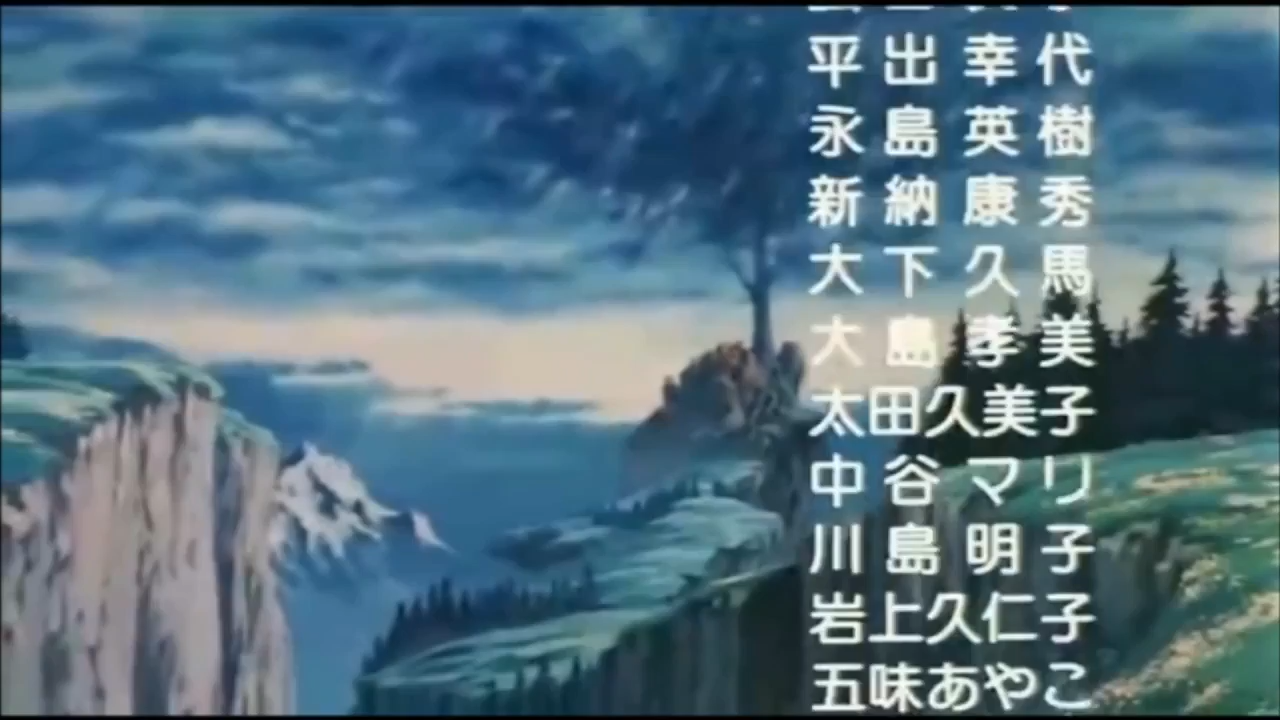 平出幸代
永島英樹
新納康秀
大下久馬
大島孝美
太田久美子
中谷マリ
川島明子
岩上久仁子
五味あやこ